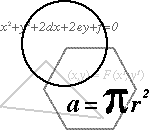 x²+y²+2dx+2ey+f=0
(x,y) = F(x,y)
a=πr²